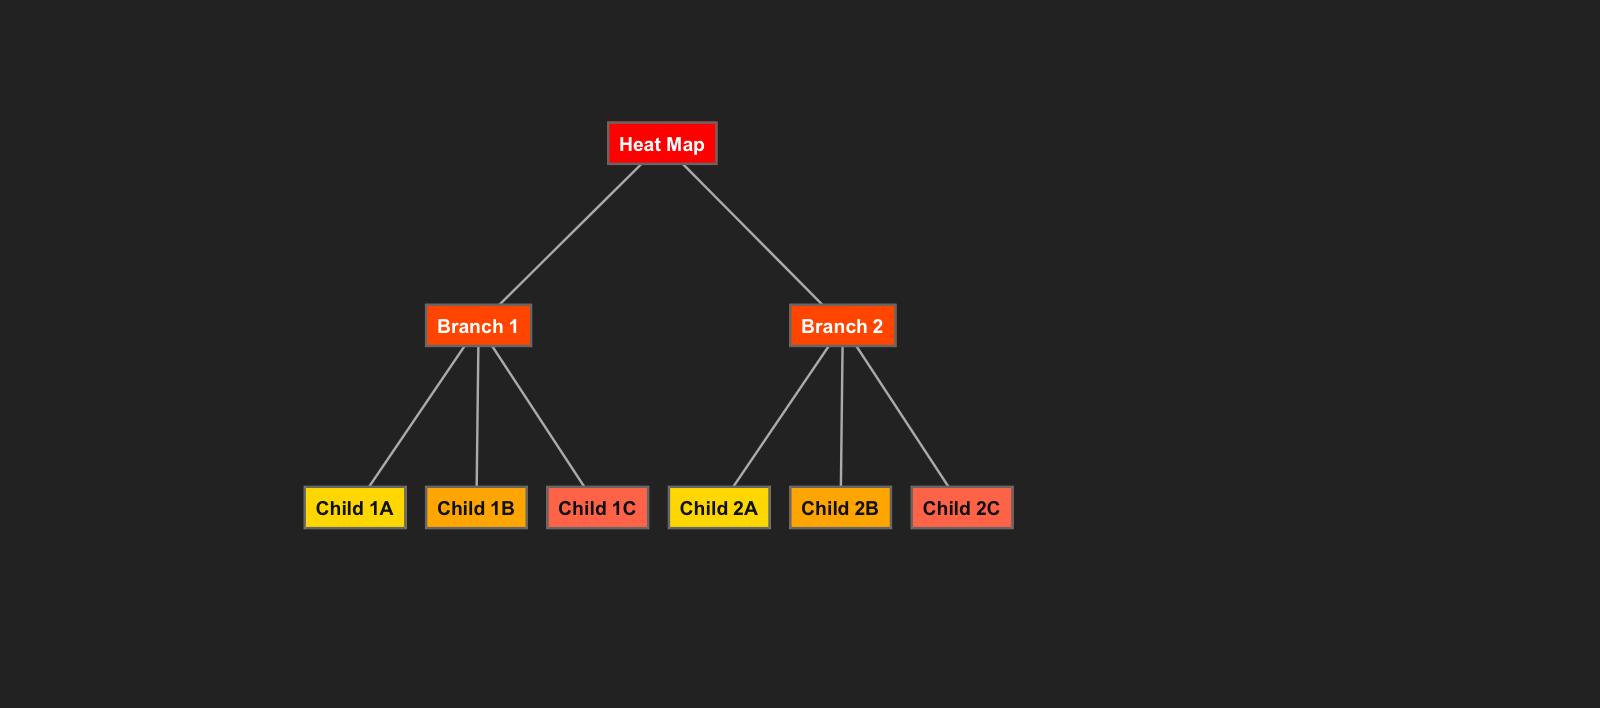 Heat Map
Branch 1
Branch 2
Child 1A
Child 1B
Child 1C
Child 2A
Child 2B
Child 2C